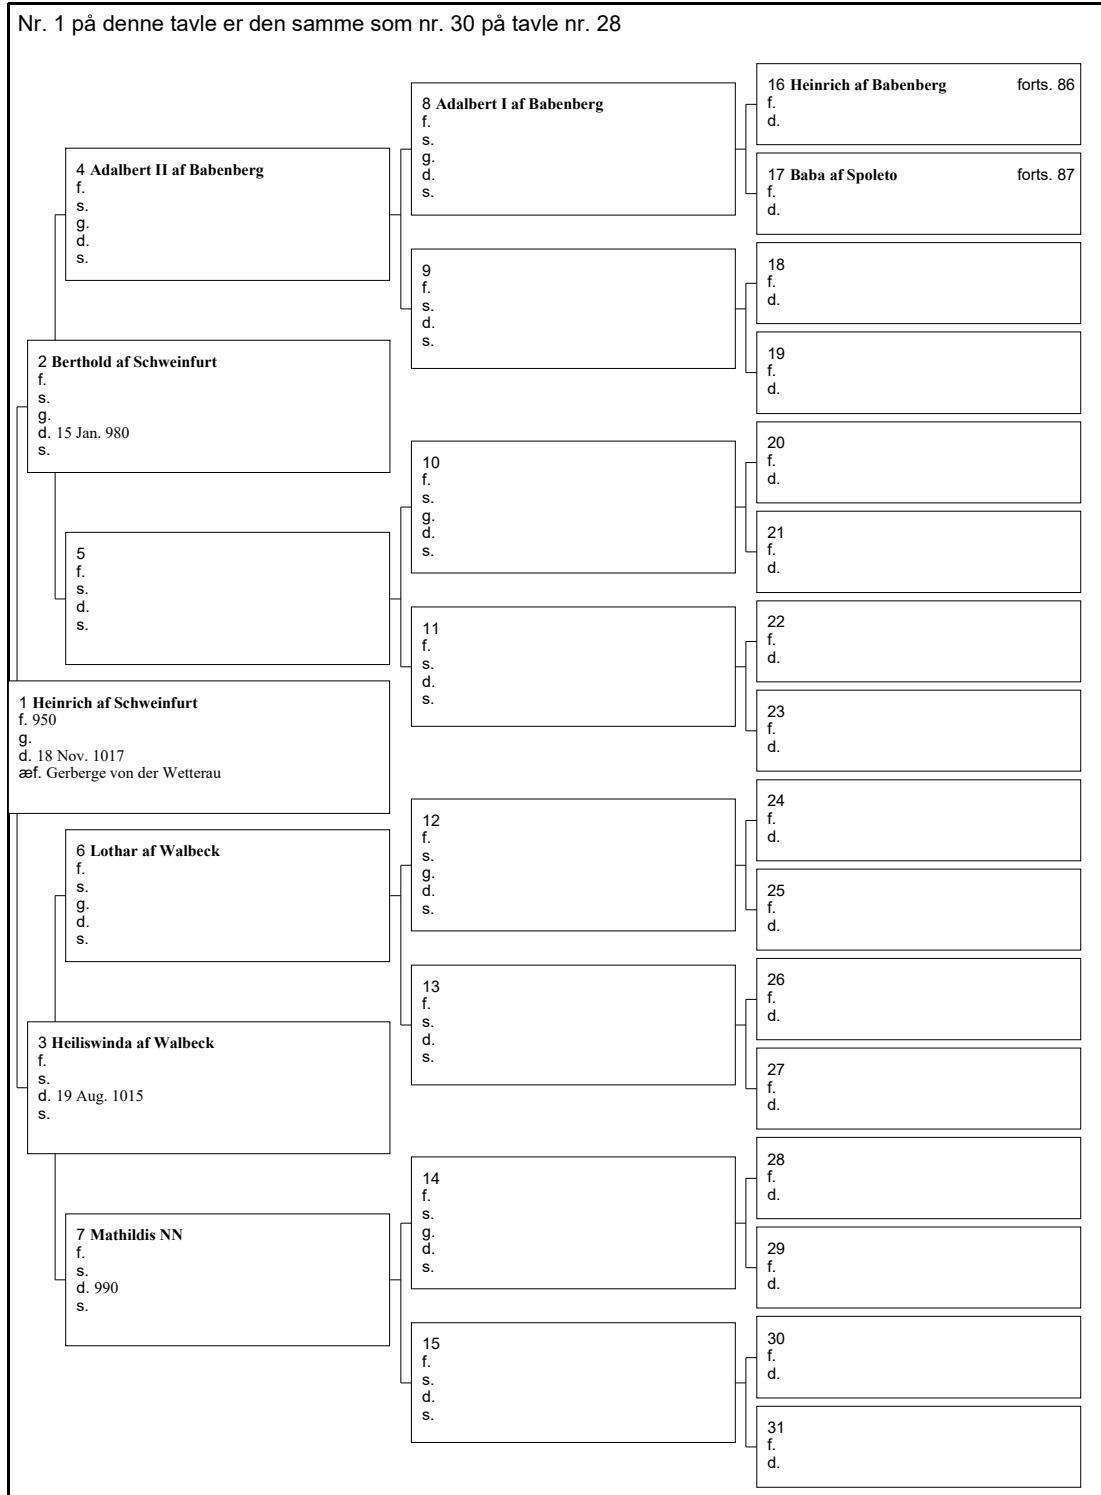 Nr. 1 på denne tavle er den samme som nr. 30 på tavle nr. 28
1 Heinrich af Schweinfurt
f. 950
g.
d. 18 Nov. 1017
æf. Gerberge von der Wetterau
2 Berthold af Schweinfurt
f.
s.
g.
d. 15 Jan. 980
s.
3 Heiliswinda af Walbeck
f.
s.
d. 19 Aug. 1015
s.
4 Adalbert II af Babenberg
f.
s.
g.
d.
s.
5
f.
s.
d.
s.
6 Lothar af Walbeck
f.
s.
g.
d.
s.
7 Mathildis NN
f.
s.
d. 990
s.
8 Adalbert I af Babenberg
f.
s.
g.
d.
s.
9
f.
s.
d.
s.
10
f.
s.
g.
d.
s.
11
f.
s.
d.
s.
12
f.
s.
g.
d.
s.
13
f.
s.
d.
s.
14
f.
s.
g.
d.
s.
15
f.
s.
d.
s.
16 Heinrich af Babenberg forts. 86
f.
d.
17 Baba af Spoleto forts. 87
f.
d.
18
f.
d.
19
f.
d.
20
f.
d.
21
f.
d.
22
f.
d.
23
f.
d.
24
f.
d.
25
f.
d.
26
f.
d.
27
f.
d.
28
f.
d.
29
f.
d.
30
f.
d.
31
f.
d.